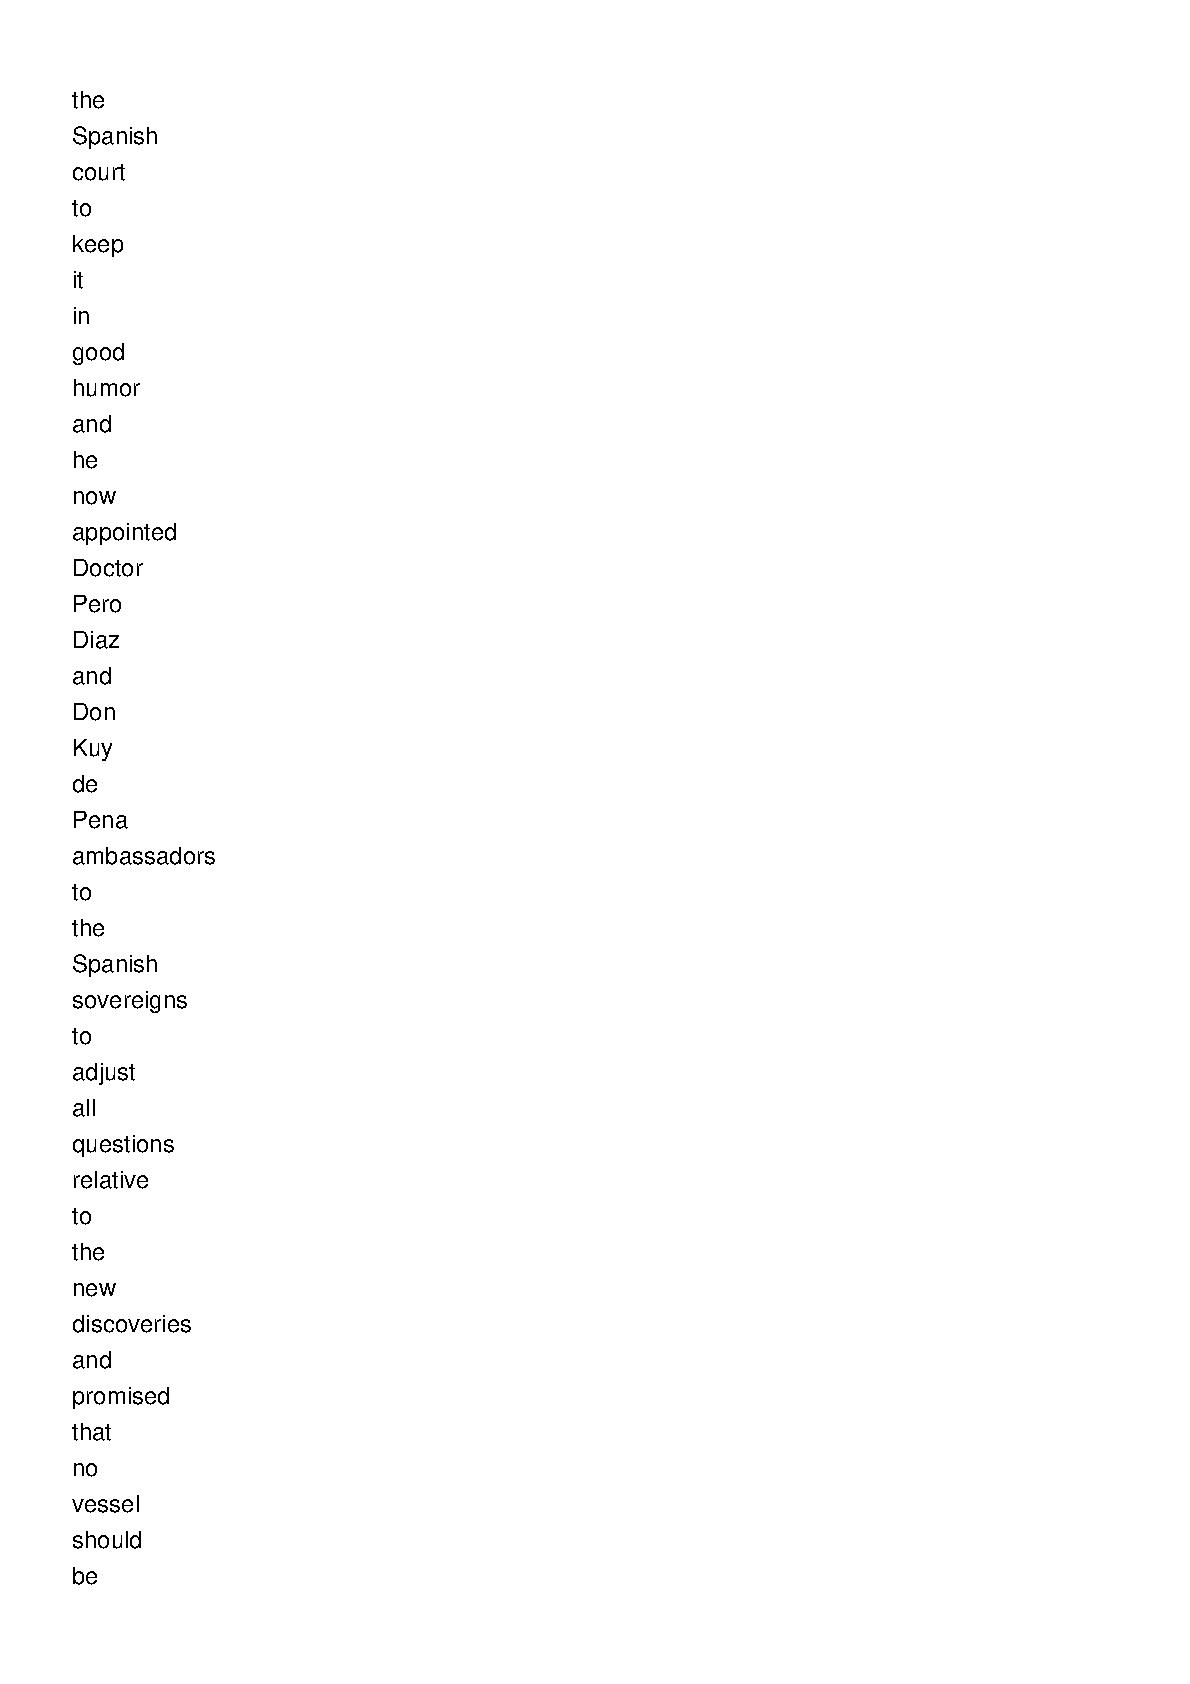 the
Spanish
court
to
keep
it
in
good
humor
and
he
now
appointed
Doctor
Pero
Diaz
and
Don
Kuy
de
Pena
ambassadors
to
the
Spanish
sovereigns
to
adjust
all
questions
relative
to
the
new
discoveries
and
promised
that
no
vessel
should
be